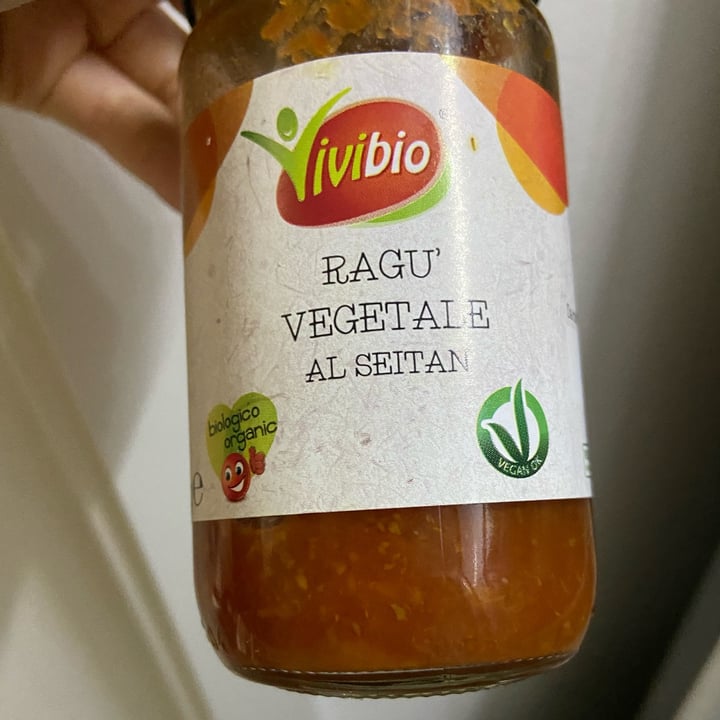 Vivibio
RAGU'
VEGETALE
AL SEITAN
biologico
organic
VEGAN OK
e